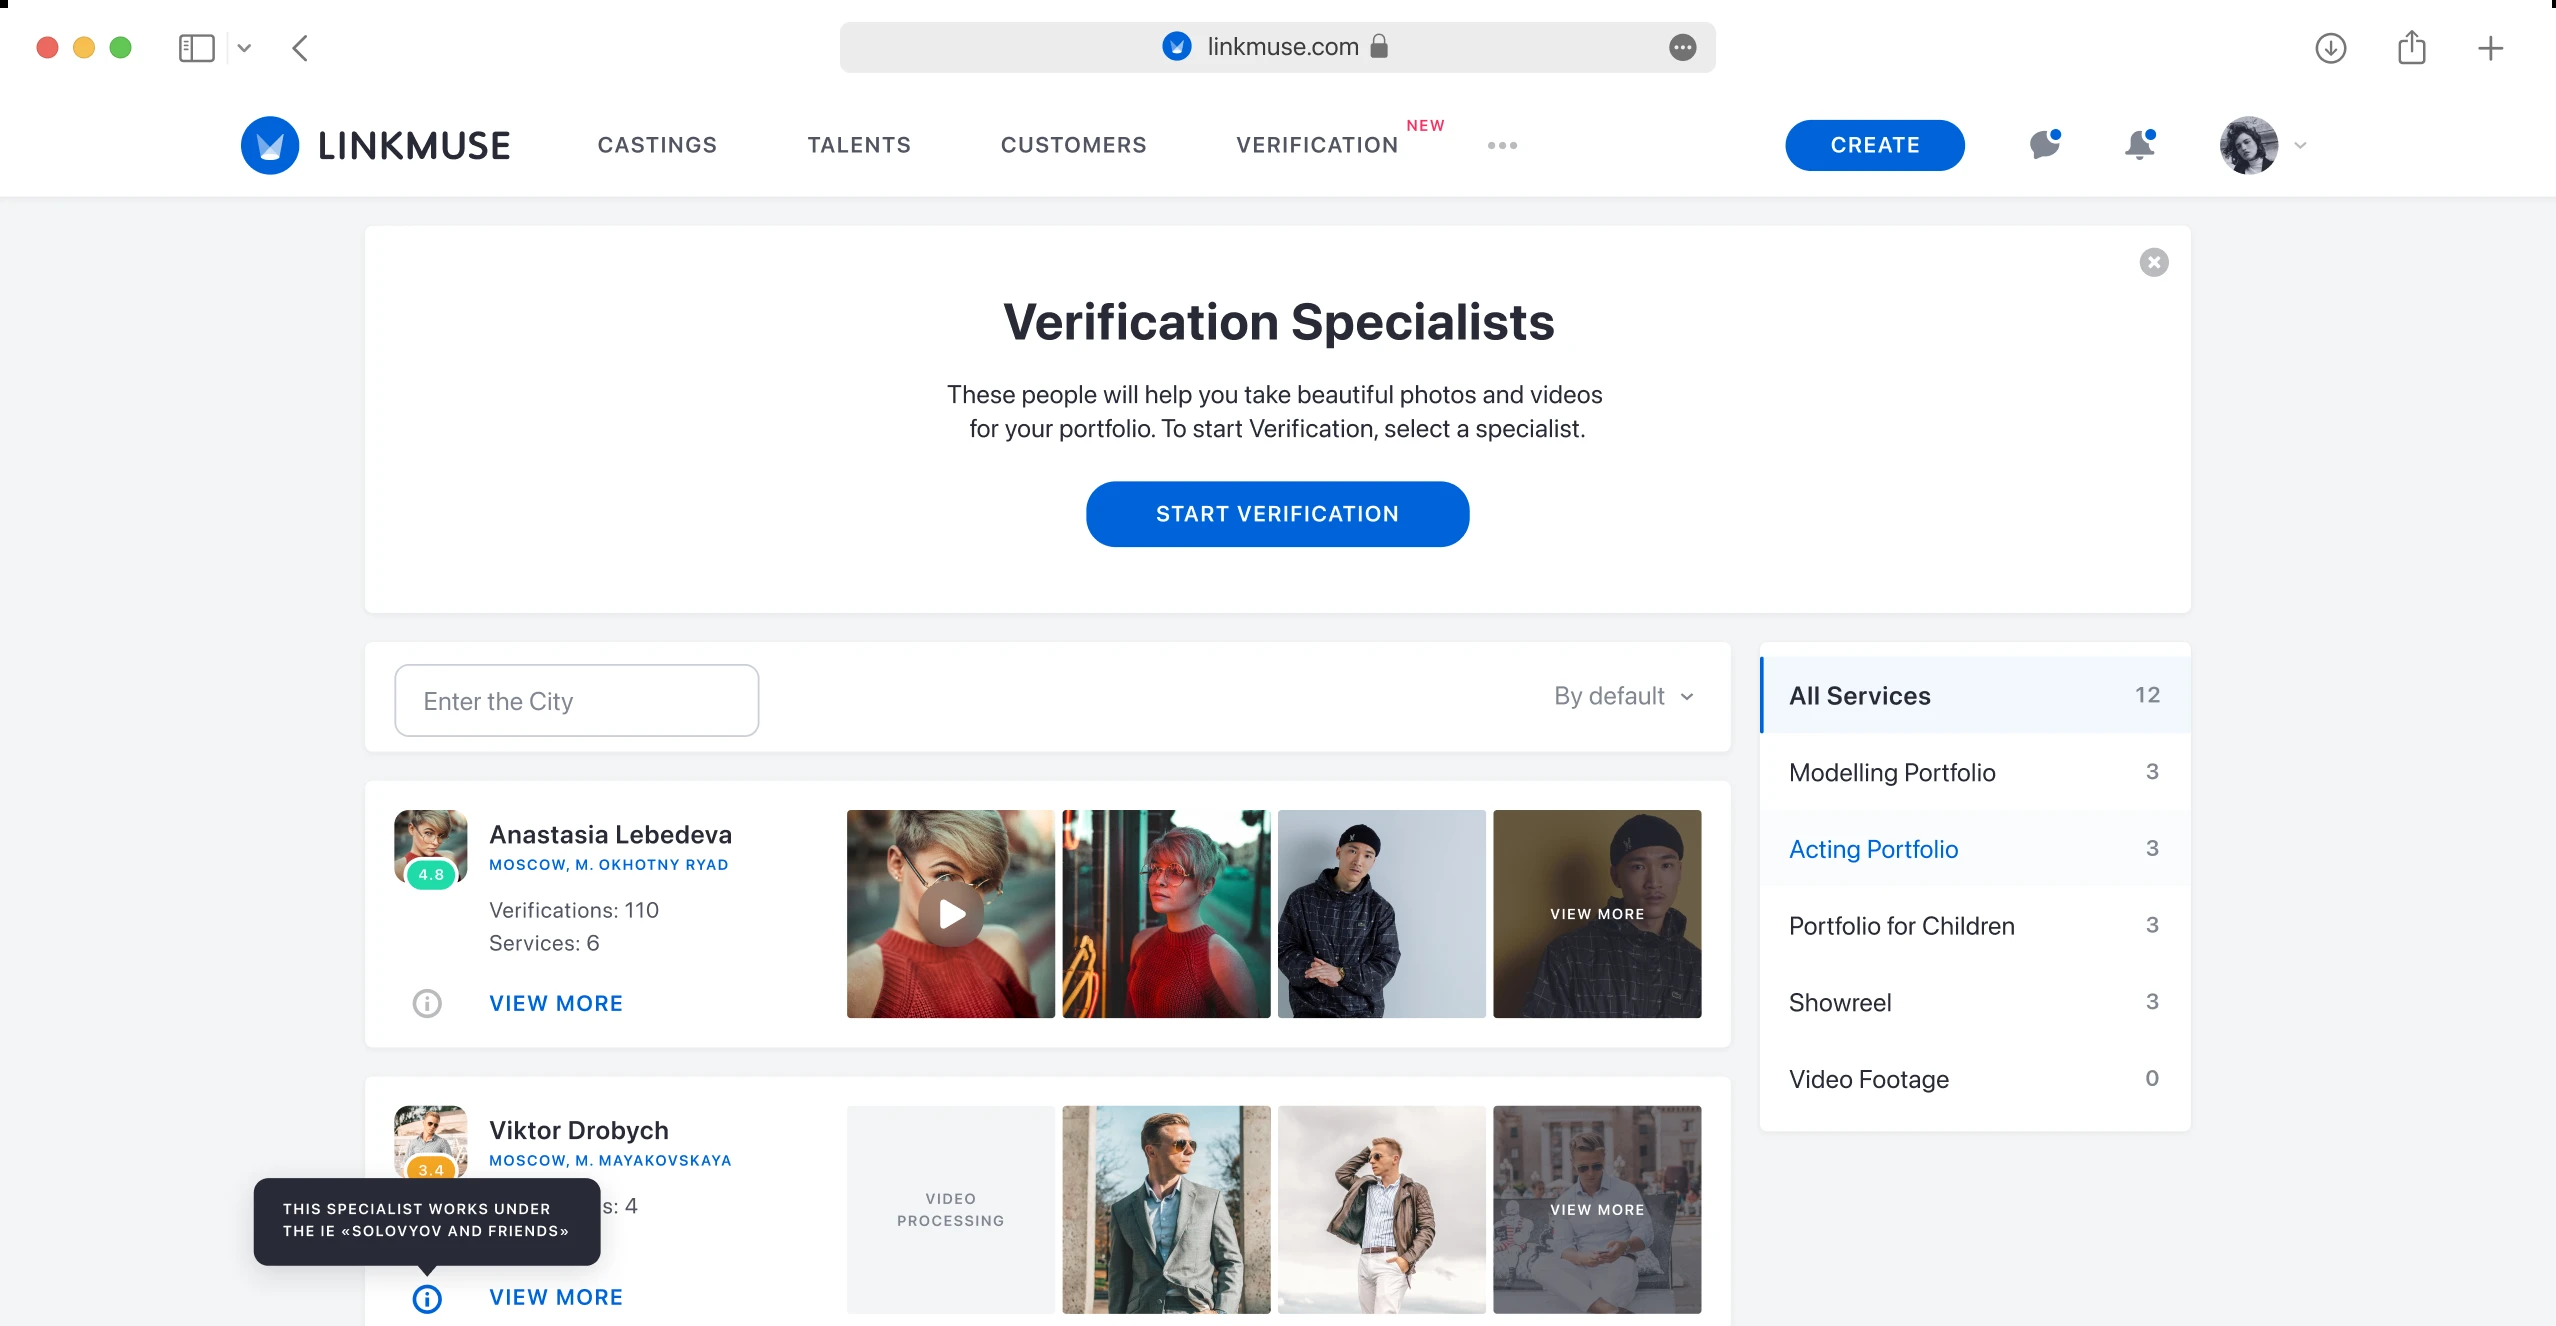 linkmuse.com
LINKMUSE
CASTINGS
TALENTS
CUSTOMERS
VERIFICATION
NEW
CREATE
Verification Specialists
These people will help you take beautiful photos and videos
for your portfolio. To start Verification, select a specialist.
START VERIFICATION
Enter the City
By default
Anastasia Lebedeva
MOSCOW, M. OKHOTNY RYAD
4.8
Verifications: 110
Services: 6
VIEW MORE
VIEW MORE
Viktor Drobych
MOSCOW, M. MAYAKOVSKAYA
3.4
s: 4
THIS SPECIALIST WORKS UNDER
THE IE «SOLOVYOV AND FRIENDS»
VIEW MORE
VIDEO
PROCESSING
VIEW MORE
All Services 12
Modelling Portfolio 3
Acting Portfolio 3
Portfolio for Children 3
Showreel 3
Video Footage 0